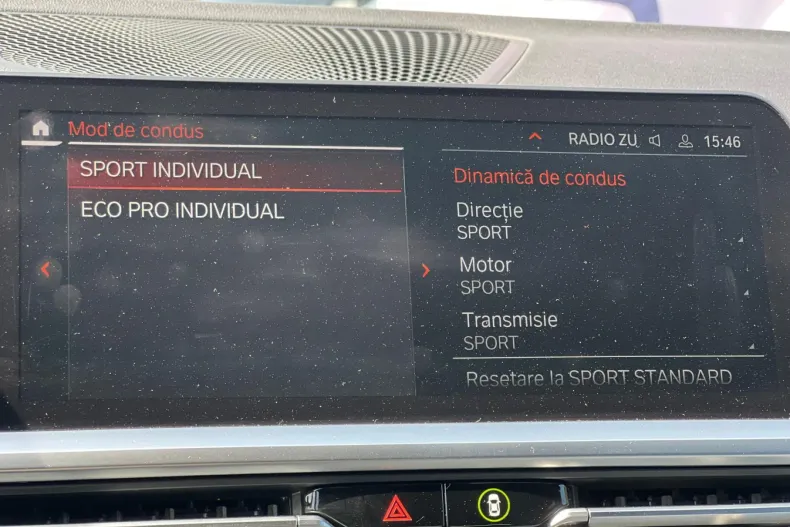 Mod de condus
RADIO ZU 15:46
SPORT INDIVIDUAL
ECO PRO INDIVIDUAL
Dinamică de condus
Direcție
SPORT
Motor
SPORT
Transmisie
SPORT
Resetare la SPORT STANDARD